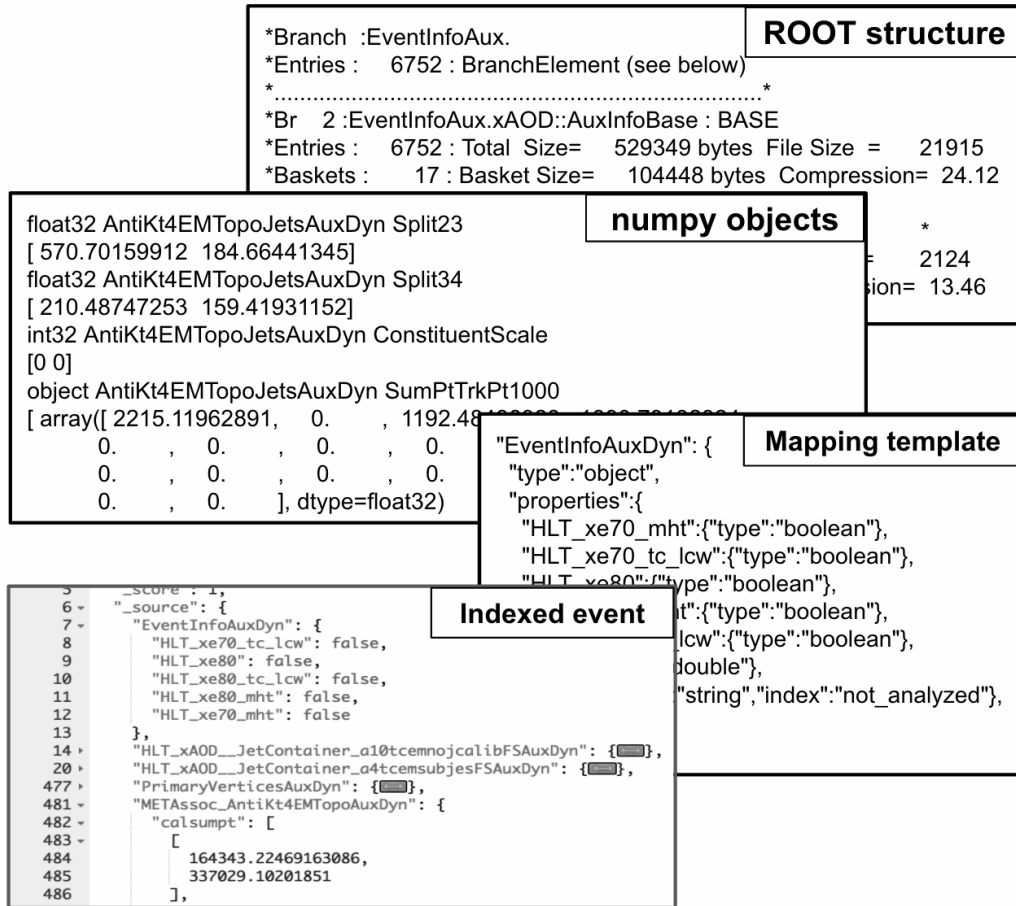 ROOT structure
*Branch :EventInfoAux.
*Entries : 6752 : BranchElement (see below)
*............................................................................*
*Br 2 :EventInfoAux.xAOD::AuxInfoBase : BASE
*Entries : 6752 : Total Size= 529349 bytes File Size = 21915
*Baskets : 17 : Basket Size= 104448 bytes Compression= 24.12
*
= 2124
13.46
numpy objects
float32 AntiKt4EMTopoJetsAuxDyn Split23
[ 570.70159912 184.66441345]
float32 AntiKt4EMTopoJetsAuxDyn Split34
[ 210.48747253 159.41931152]
int32 AntiKt4EMTopoJetsAuxDyn ConstituentScale
[0 0]
object AntiKt4EMTopoJetsAuxDyn SumPtTrkPt1000
[ array([ 2215.11962891, 0. ,
0. , 0. , 0. , 0.
0. , 0. , 0. , 0.
0. , 0. ], dtype=float32)
Mapping template
"EventInfoAuxDyn": {
"type":"object",
"properties":{
"HLT_xe70_mht":{"type":"boolean"},
"HLT_xe70_tc_lcw":{"type":"boolean"},
"HLT_xe80":{"type":"boolean"},
":{"type":"boolean"},
lcw":{"type":"boolean"},
double"},
"string","index":"not_analyzed"},
Indexed event
5 "_score": 1,
6 "_source": {
7 "EventInfoAuxDyn": {
8 "HLT_xe70_tc_lcw": false,
9 "HLT_xe80": false,
10 "HLT_xe80_tc_lcw": false,
11 "HLT_xe80_mht": false,
12 "HLT_xe70_mht": false
13 },
14 "HLT_xAOD__JetContainer_a10tcemnojcalibFSAuxDyn": {},
20 "HLT_xAOD__JetContainer_a4tcemsubjesFSAuxDyn": {},
477 "PrimaryVerticesAuxDyn": {},
481 "METAssoc_AntiKt4EMTopoAuxDyn": {
482 "calsumpt": [
483 [
484 164343.22469163086,
485 337029.10201851
486 ],